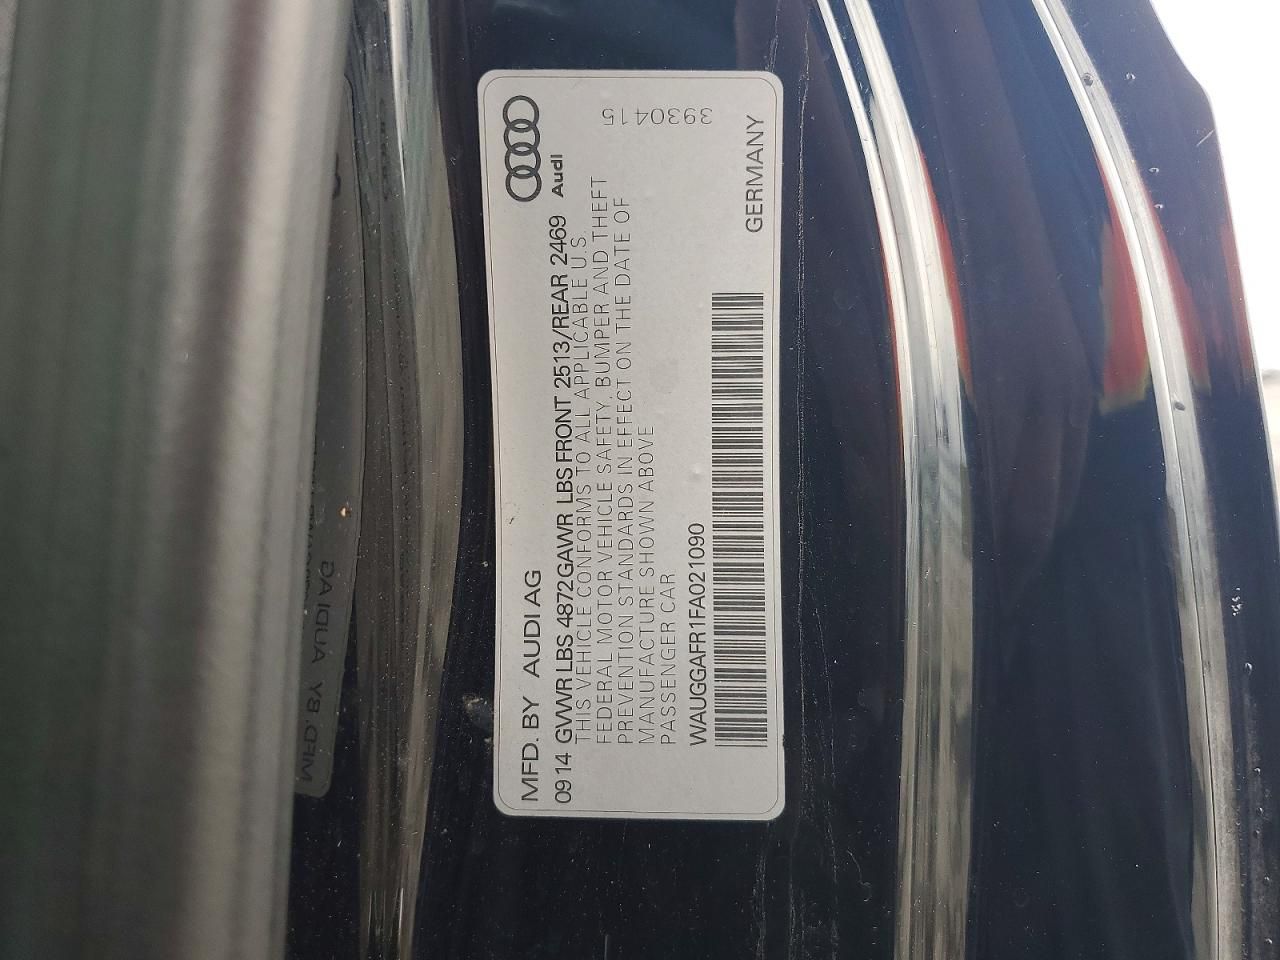 MFD. BY AUDI AG
Audi
0914 GVWR LBS 4872 GAWR LBS FRONT 2513/REAR 2469
THIS VEHICLE CONFORMS TO ALL APPLICABLE U.S.
FEDERAL MOTOR VEHICLE SAFETY, BUMPER AND THEFT
PREVENTION STANDARDS IN EFFECT ON THE DATE OF
MANUFACTURE SHOWN ABOVE
PASSENGER CAR
3930415
WAUGGAFR1FA021090
GERMANY
MFD. BY AUDI AG